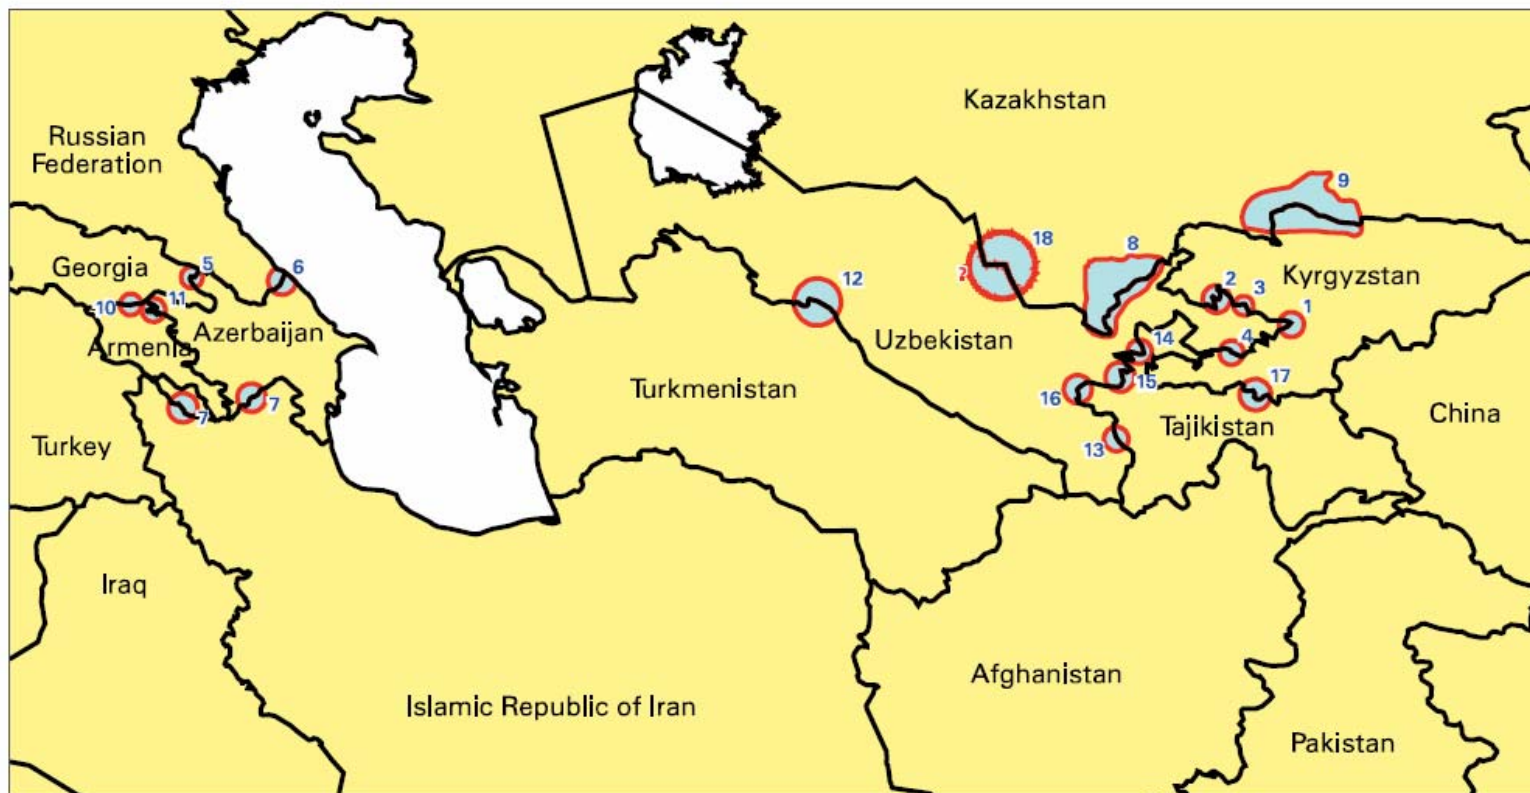 Kazakhstan
Russian
Federation
9
18
8
?
Georgia
5
6
12
2
3
Kyrgyzstan
10
11
1
Azerbaijan
Uzbekistan
Armenia
14
4
7
7
Turkmenistan
16
15
17
China
Turkey
13
Tajikistan
Iraq
Afghanistan
Islamic Republic of Iran
Pakistan